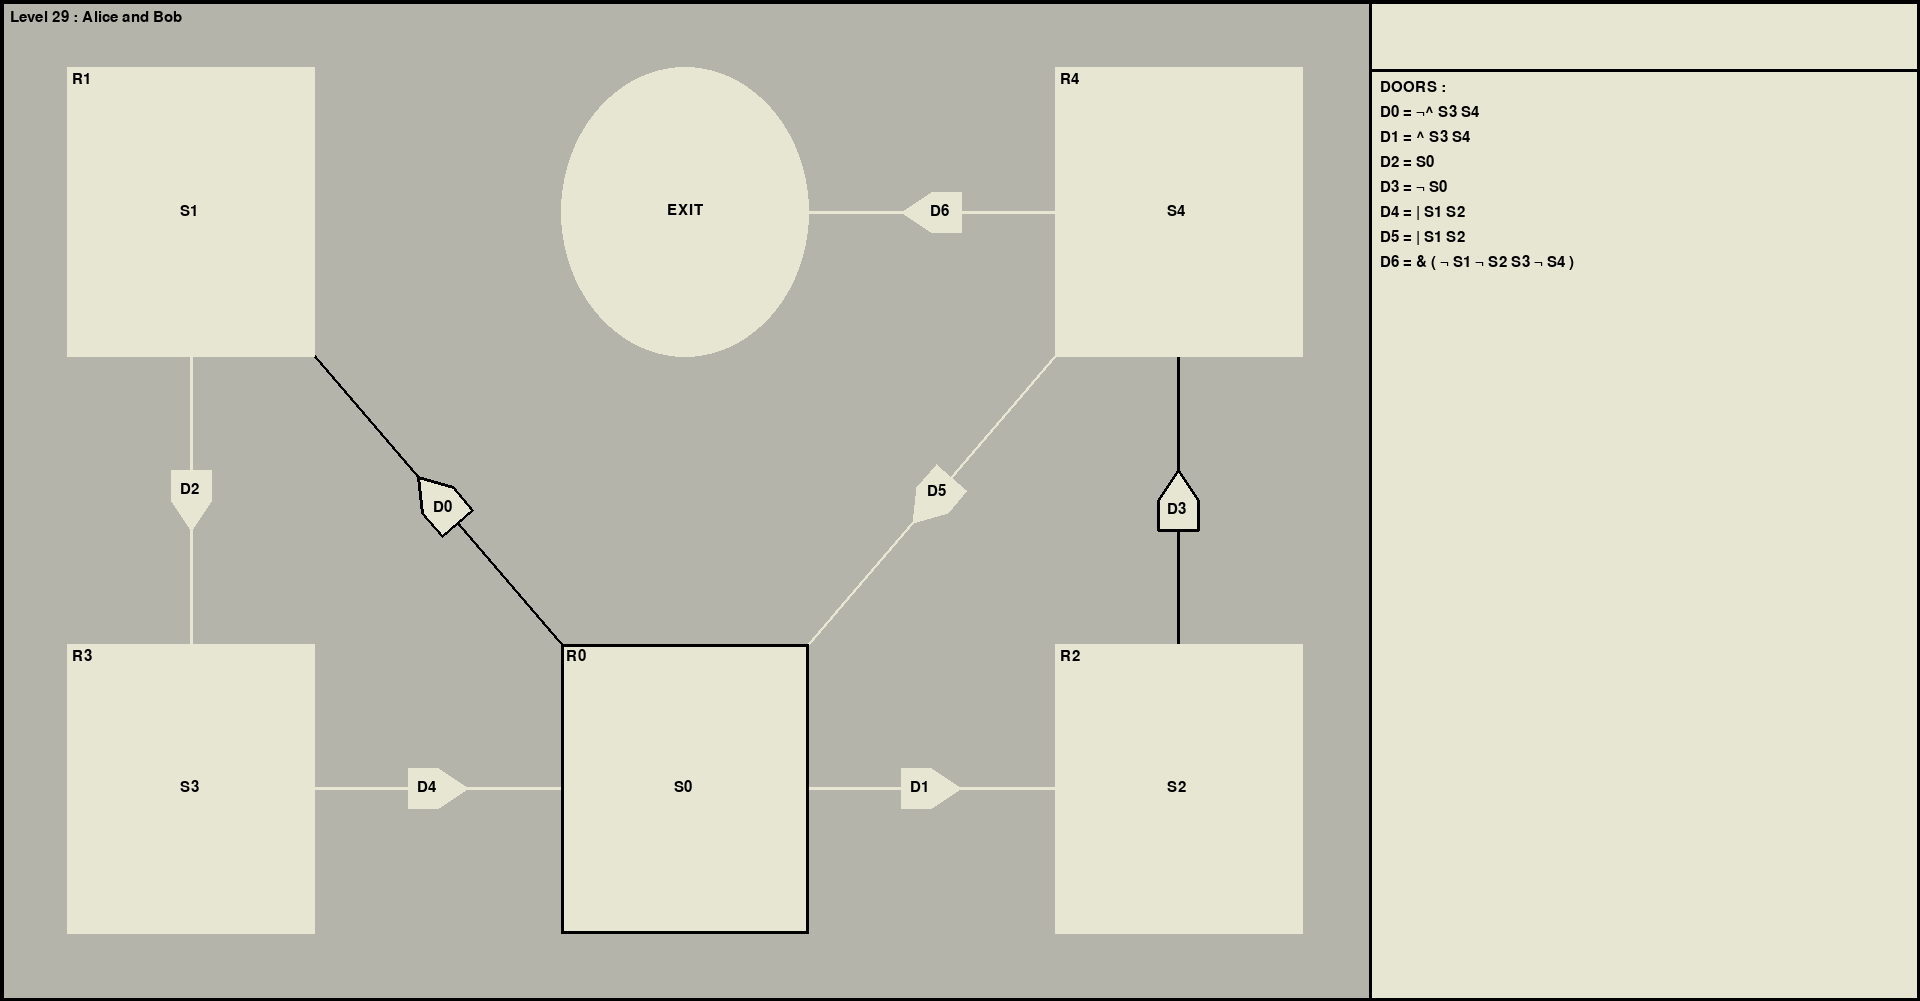 Level 29 : Alice and Bob
R1
S1
EXIT
R4
S4
D6
D2
D0
D5
D3
R3
S3
D4
R0
S0
D1
R2
S2
DOORS :
D0 = ¬^ S3 S4
D1 = ^ S3 S4
D2 = S0
D3 = ¬ S0
D4 = | S1 S2
D5 = | S1 S2
D6 = & ( ¬ S1 ¬ S2 S3 ¬ S4 )